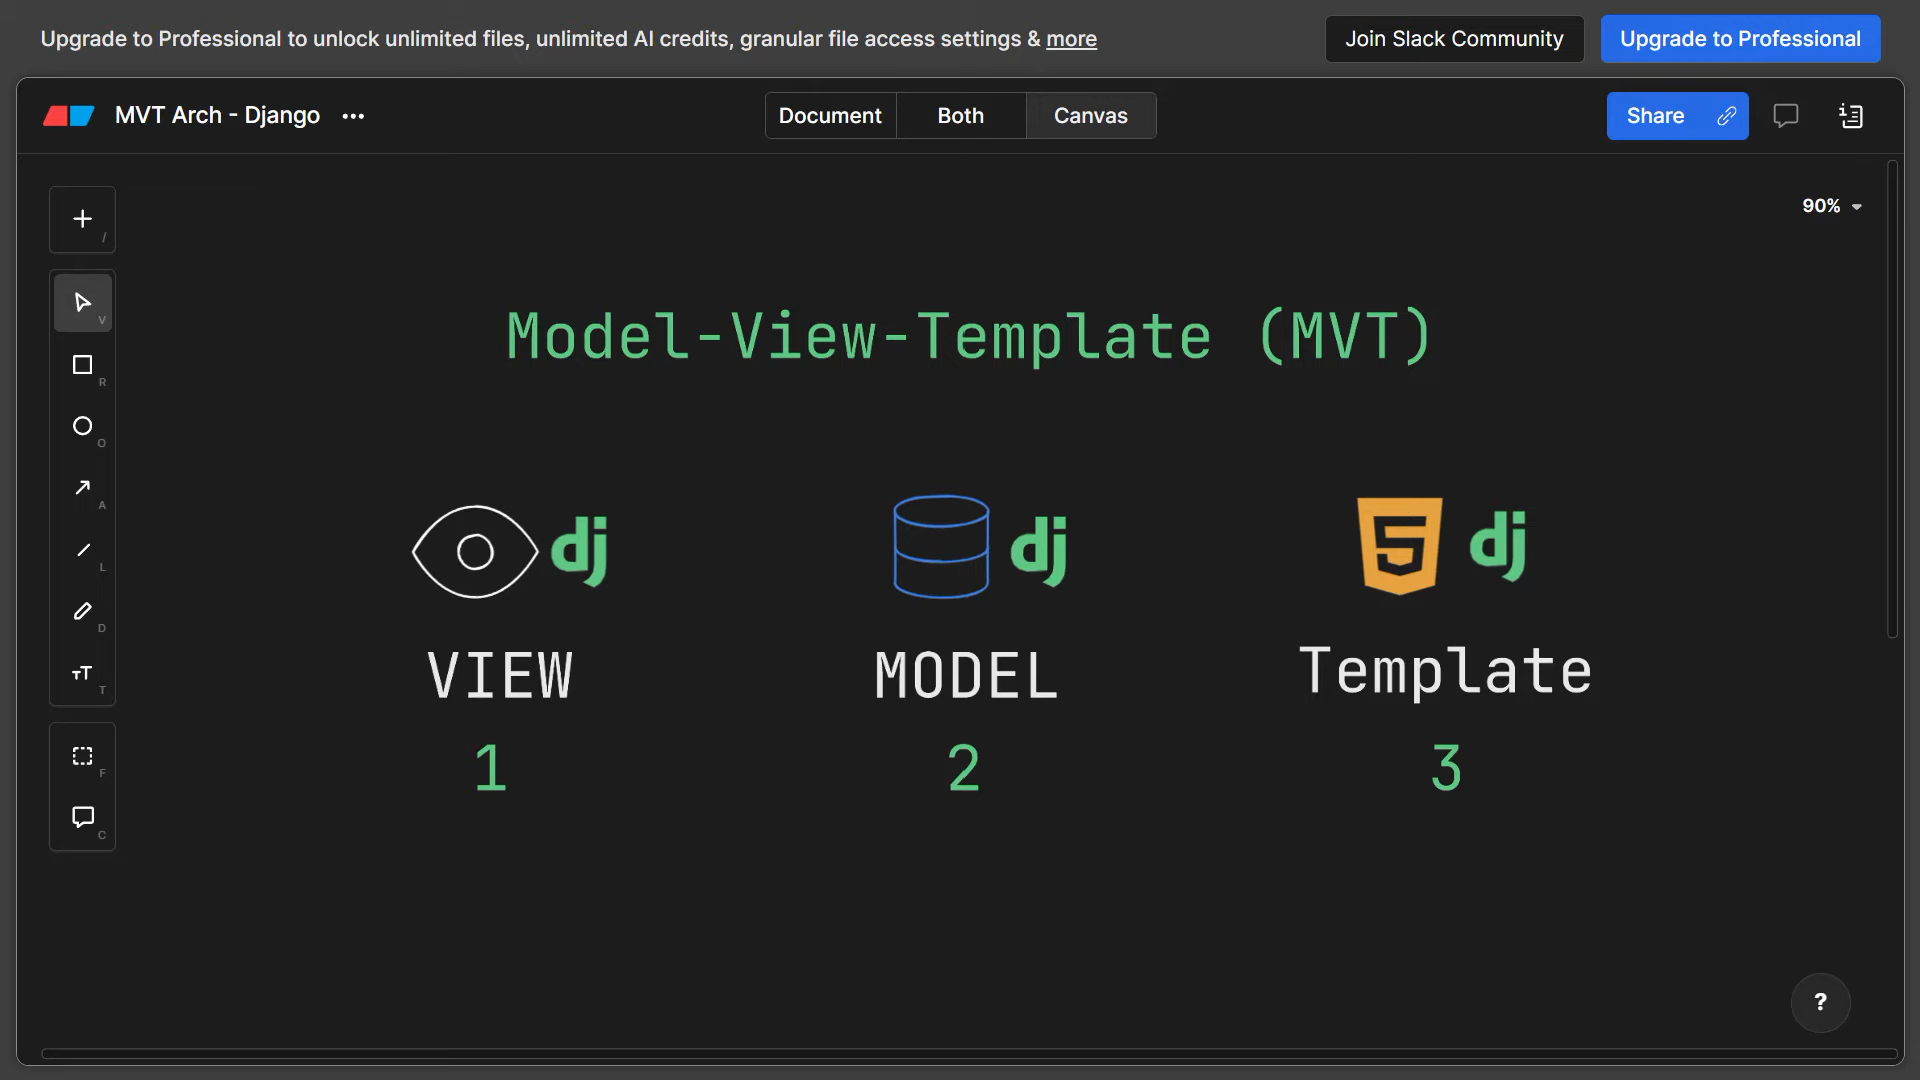 Upgrade to Professional to unlock unlimited files, unlimited AI credits, granular file access settings & more
Join Slack Community
Upgrade to Professional
MVT Arch - Django
Document
Both
Canvas
Share
/
90%
V
R
O
A
L
D
T
F
C
Model-View-Template (MVT)
dj
dj
5
dj
VIEW
MODEL
Template
1
2
3
?